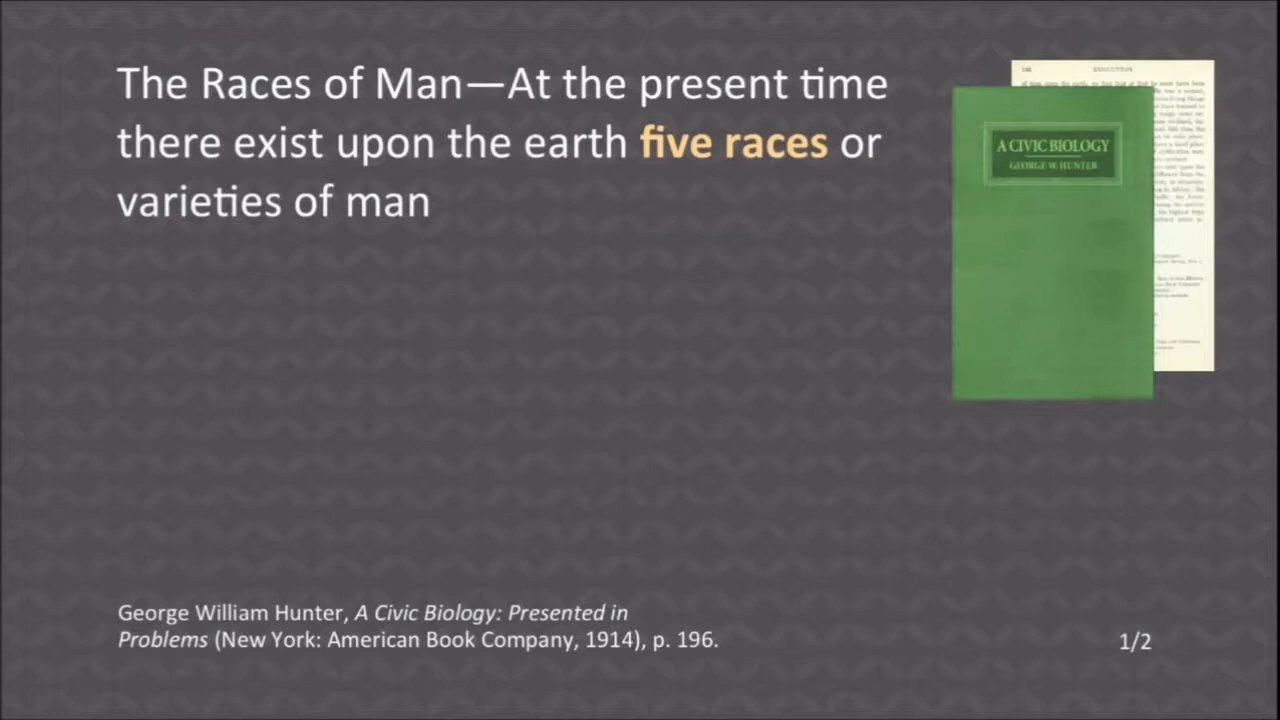 The Races of Man—At the present time
there exist upon the earth five races or
varieties of man
EVOLUTION
A CIVIC BIOLOGY
GEORGE W. HUNTER
George William Hunter, A Civic Biology: Presented in
Problems (New York: American Book Company, 1914), p. 196.
1/2